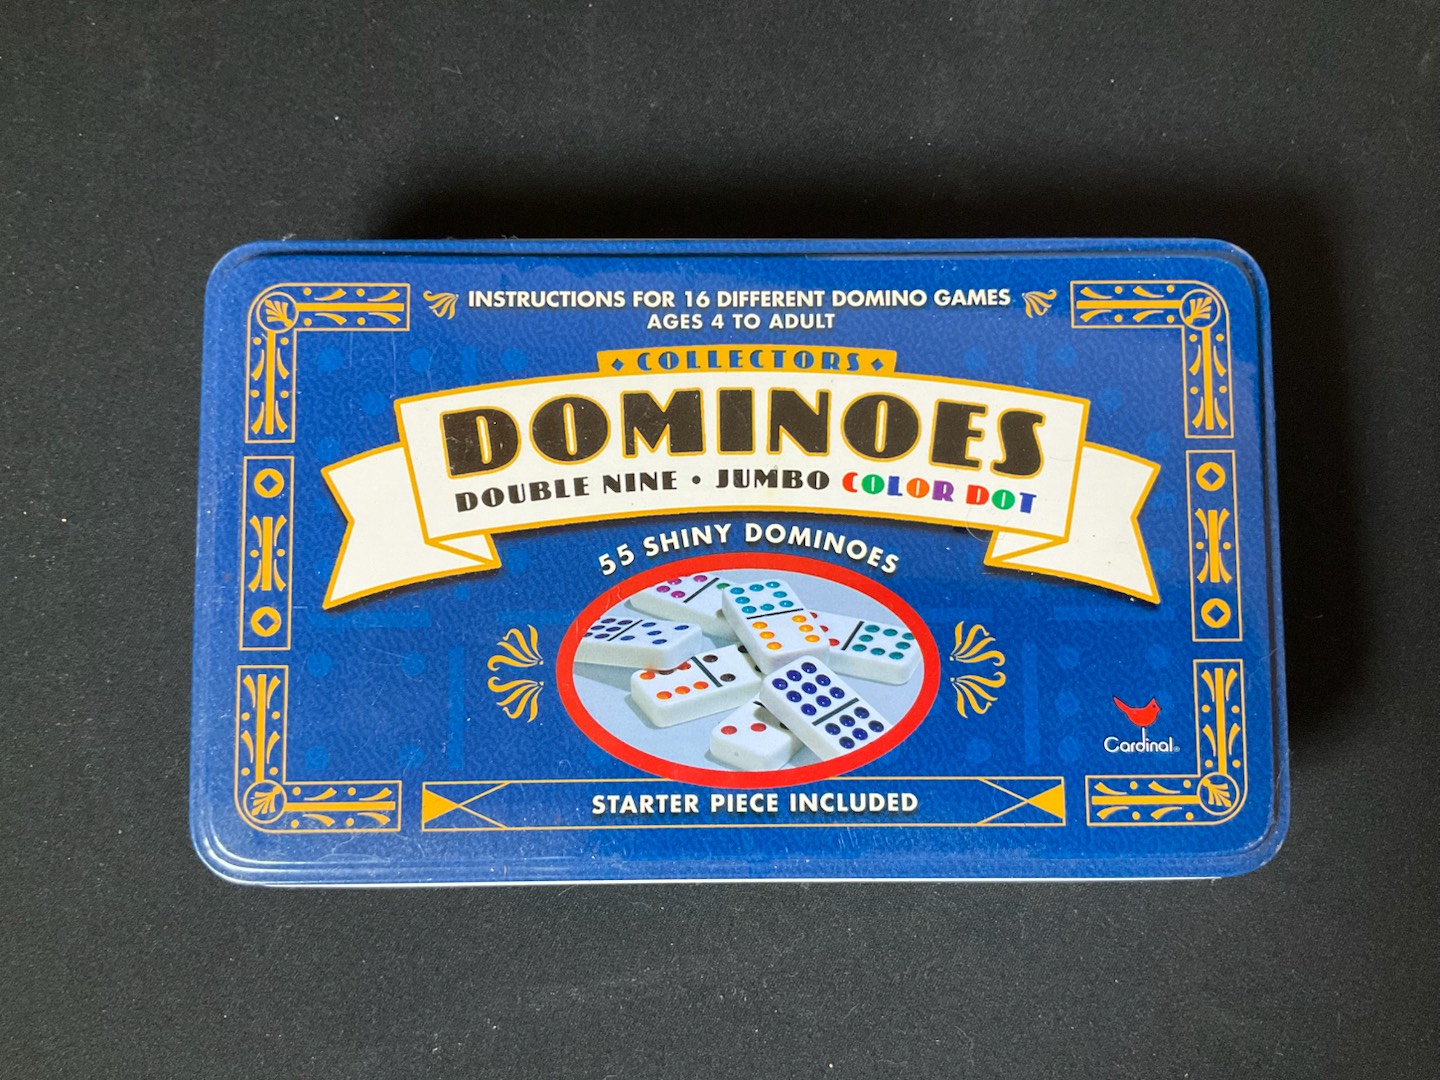 INSTRUCTIONS FOR 16 DIFFERENT DOMINO GAMES
AGES 4 TO ADULT
COLLECTORS
DOMINOES
DOUBLE NINE • JUMBO COLOR DOT
55 SHINY DOMINOES
Cardinal®
STARTER PIECE INCLUDED